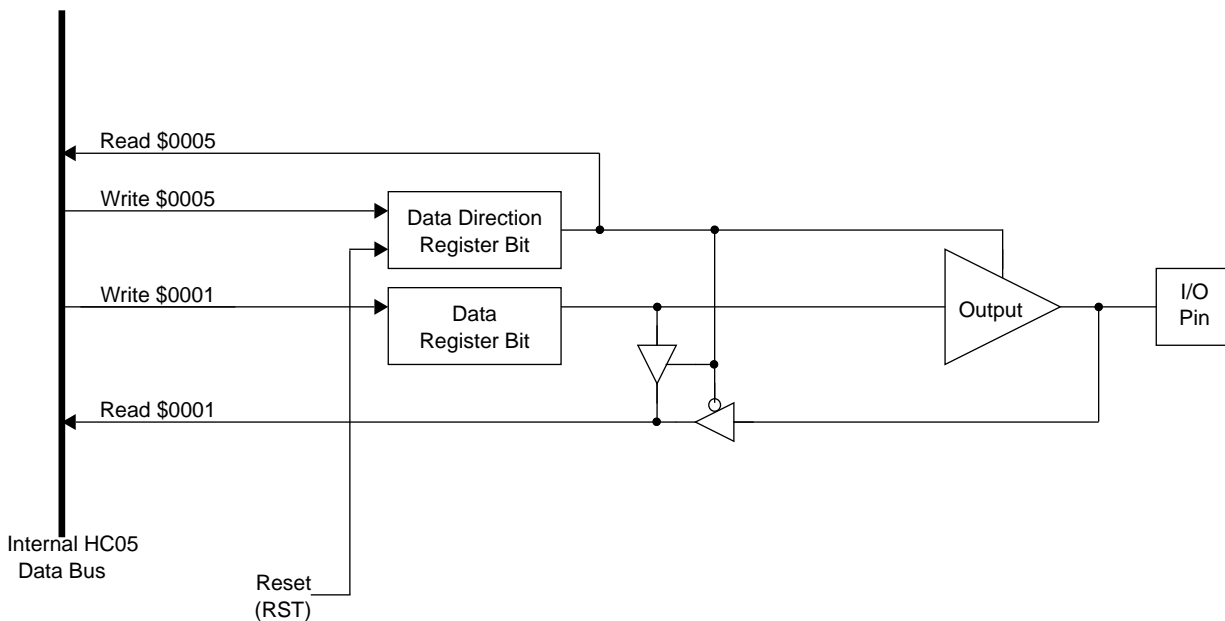 Read $0005
Write $0005
Data Direction
Register Bit
Write $0001
Data
Register Bit
Output
I/O
Pin
Read $0001
Internal HC05
Data Bus
Reset
(RST)